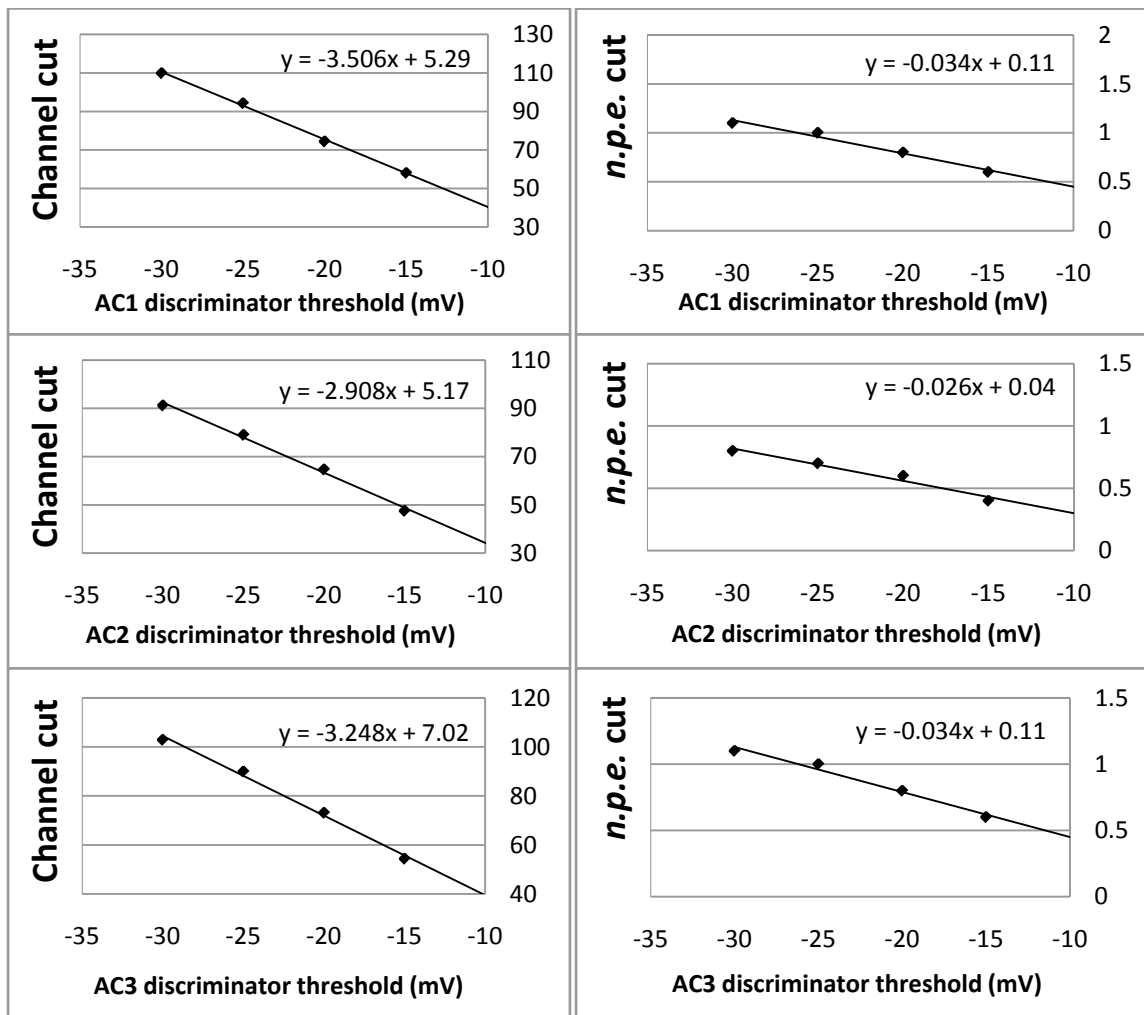 Channel cut
y = -3.506x + 5.29
130
110
90
70
50
30
-35 -30 -25 -20 -15 -10
AC1 discriminator threshold (mV)
n.p.e. cut
y = -0.034x + 0.11
2
1.5
1
0.5
0
-35 -30 -25 -20 -15 -10
AC1 discriminator threshold (mV)
Channel cut
y = -2.908x + 5.17
110
90
70
50
30
-35 -30 -25 -20 -15 -10
AC2 discriminator threshold (mV)
n.p.e. cut
y = -0.026x + 0.04
1.5
1
0.5
0
-35 -30 -25 -20 -15 -10
AC2 discriminator threshold (mV)
Channel cut
y = -3.248x + 7.02
120
100
80
60
40
-35 -30 -25 -20 -15 -10
AC3 discriminator threshold (mV)
n.p.e. cut
y = -0.034x + 0.11
1.5
1
0.5
0
-35 -30 -25 -20 -15 -10
AC3 discriminator threshold (mV)